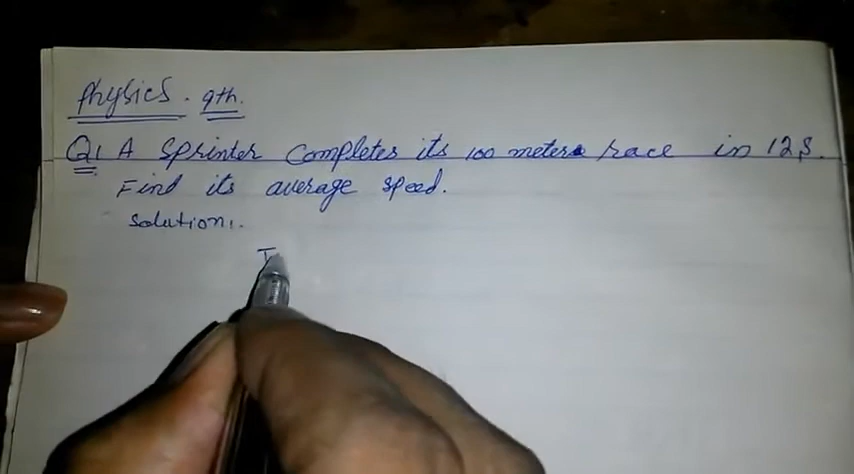 Physics. 9th.
Q1 A Sprinter Completes its 100 meters race in 12s.
Find its average speed.
Solution:.
T